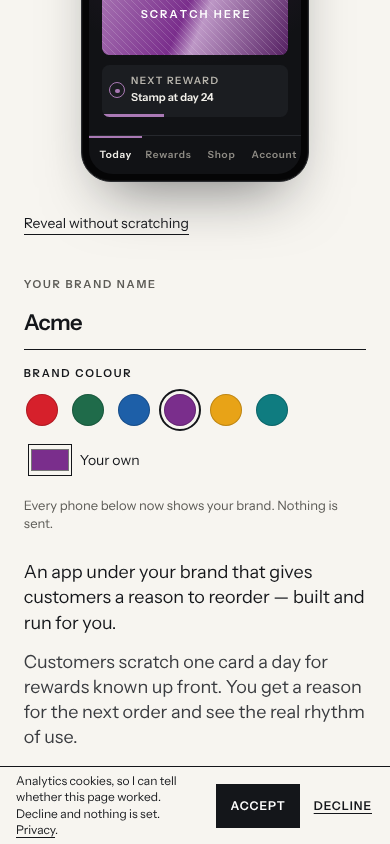 SCRATCH HERE
NEXT REWARD
Stamp at day 24
Today Rewards Shop Account
Reveal without scratching
YOUR BRAND NAME
Acme
BRAND COLOUR
Your own
Every phone below now shows your brand. Nothing is
sent.
An app under your brand that gives
customers a reason to reorder — built and
run for you.
Customers scratch one card a day for
rewards known up front. You get a reason
for the next order and see the real rhythm
of use.
Analytics cookies, so I can tell
whether this page worked.
Decline and nothing is set.
Privacy.
ACCEPT
DECLINE